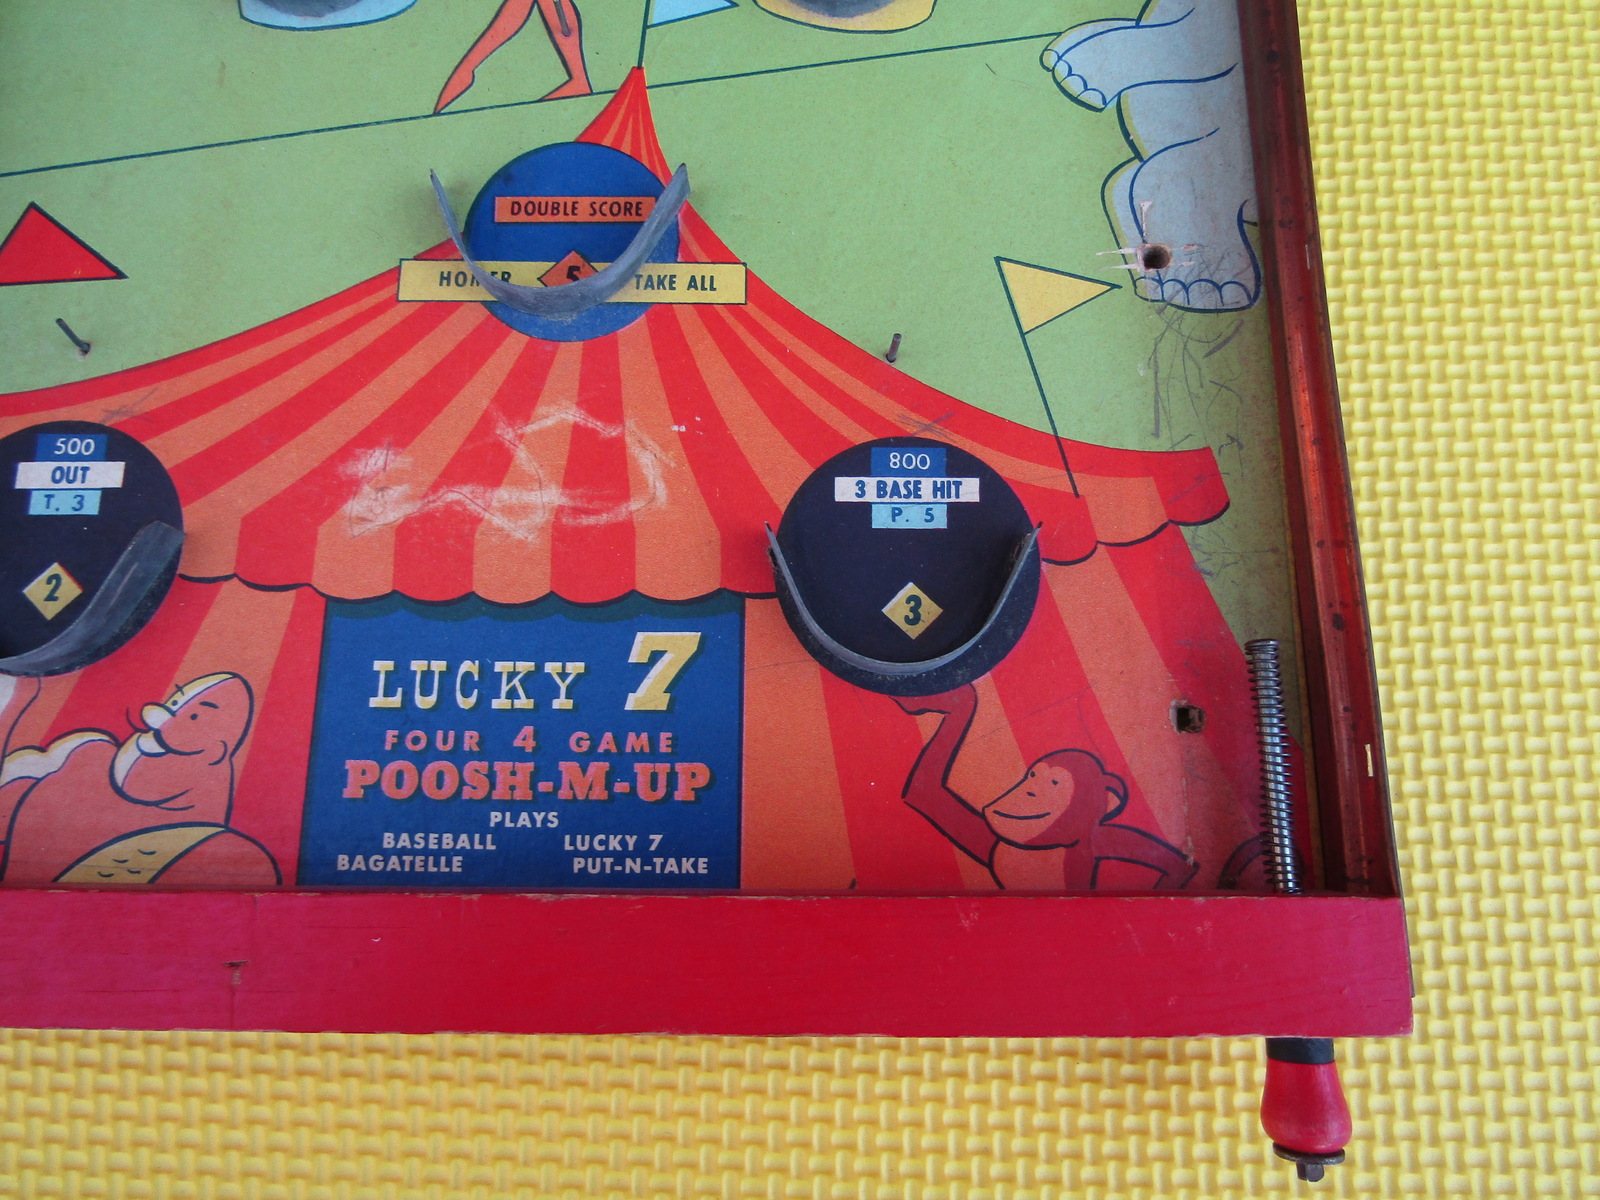 DOUBLE SCORE
HOMER 5 TAKE ALL
500
OUT
T. 3
2
800
3 BASE HIT
P. 5
3
LUCKY 7
FOUR 4 GAME
POOSH-M-UP
PLAYS
BASEBALL LUCKY 7
BAGATELLE PUT-N-TAKE